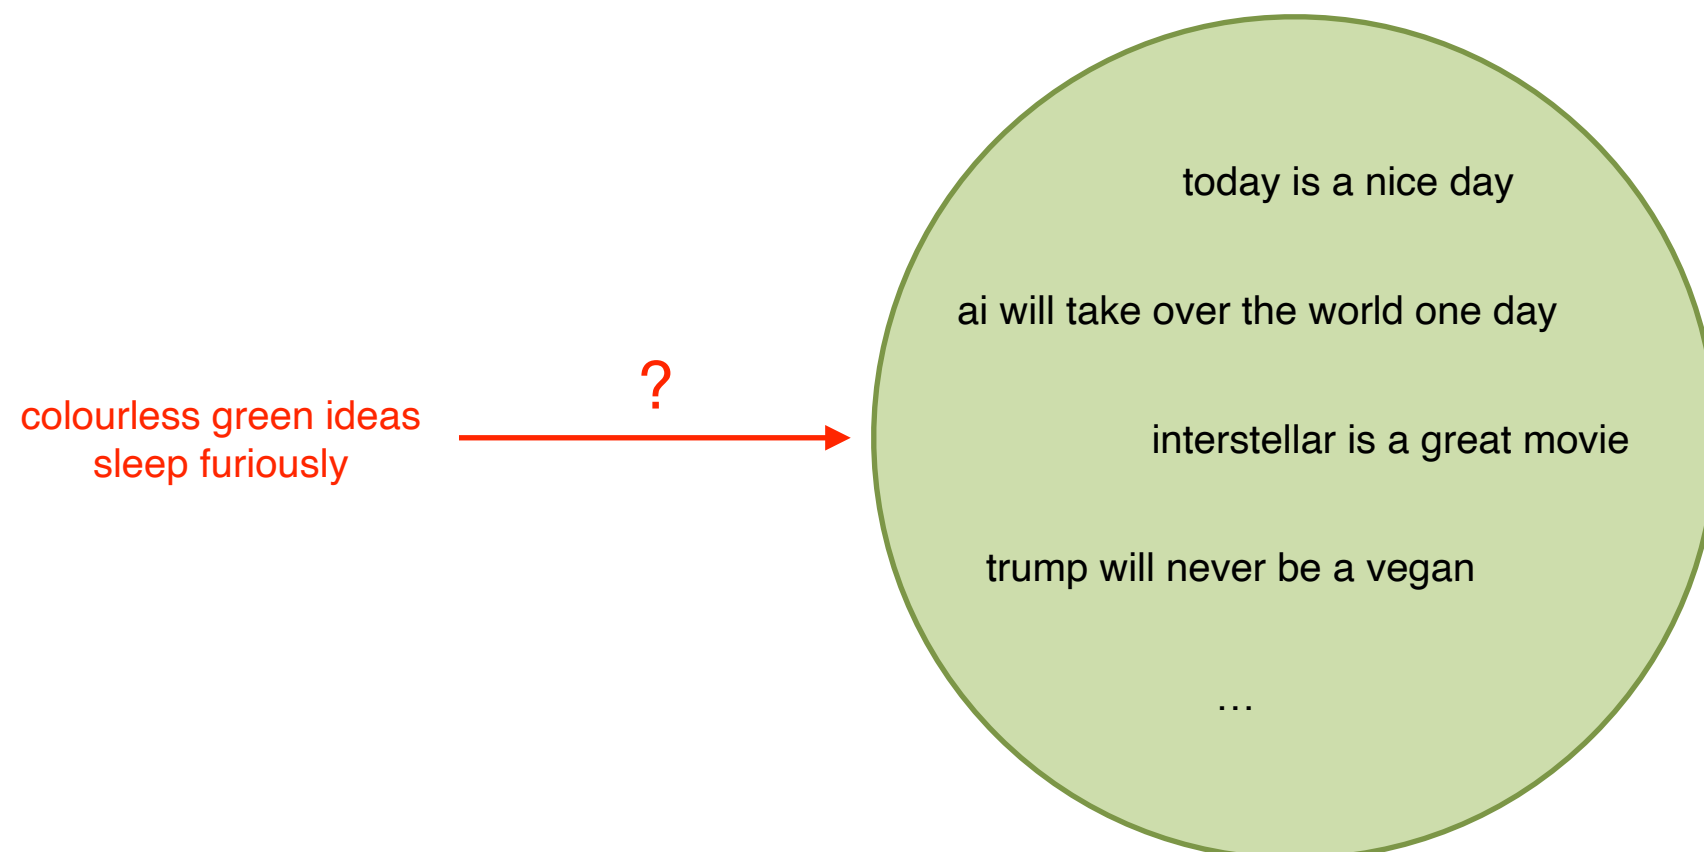 today is a nice day
ai will take over the world one day
?
colourless green ideas
sleep furiously
interstellar is a great movie
trump will never be a vegan
…